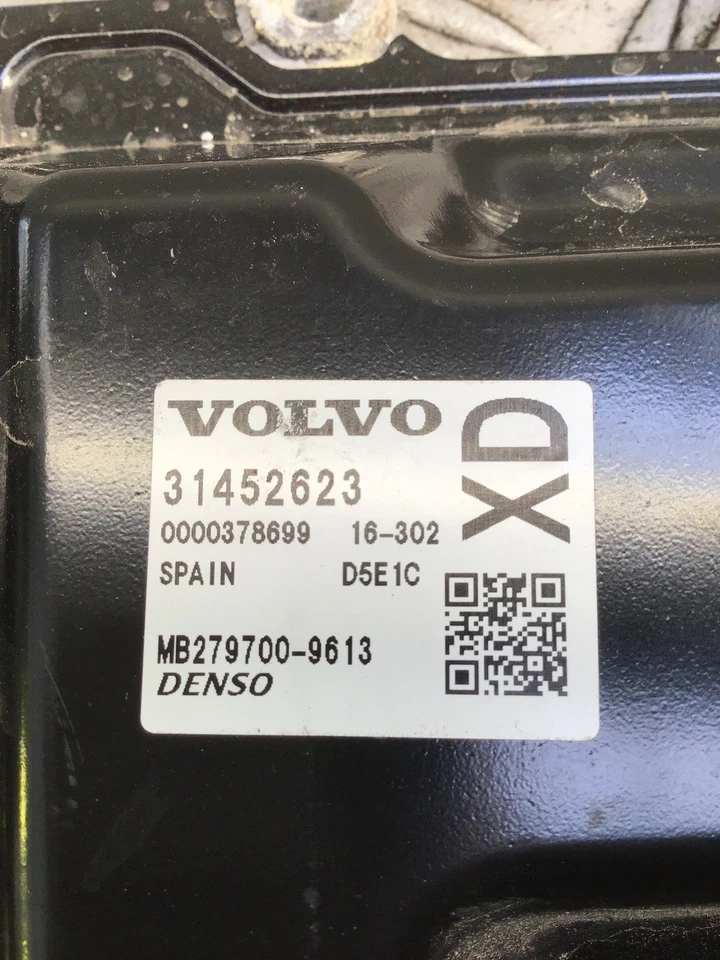 VOLVO
XD
31452623
0000378699 16-302
SPAIN D5E1C
MB279700-9613
DENSO